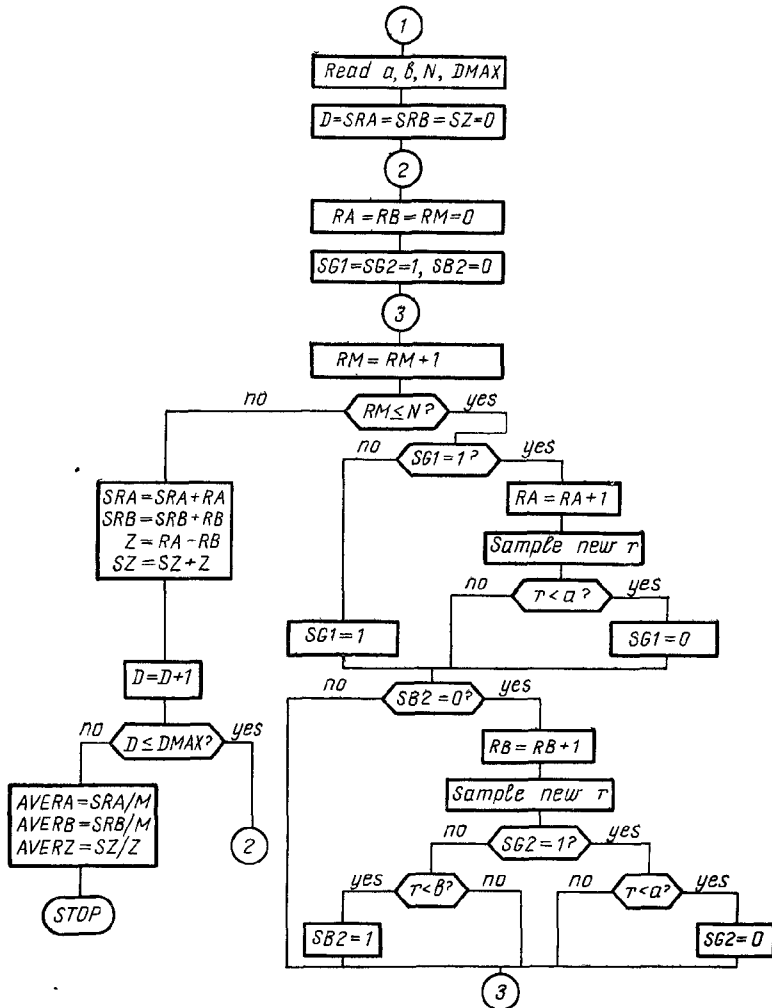 1
Read a, b, N, DMAX
D=SRA=SRB=SZ=0
2
RA=RB=RM=0
SG1=SG2=1, SB2=0
3
RM=RM+1
no
RM≤N?
yes
no
SG1=1?
yes
SRA=SRA+RA
SRB=SRB+RB
Z=RA-RB
SZ=SZ+Z
RA=RA+1
Sample new r
no
r<a?
yes
SG1=1
SG1=0
D=D+1
no
SB2=0?
yes
no
D≤DMAX?
yes
RB=RB+1
Sample new r
AVERA=SRA/M
AVERB=SRB/M
AVERZ=SZ/Z
2
no
SG2=1?
yes
yes
r<b?
no
no
r<a?
yes
STOP
SB2=1
SG2=0
3